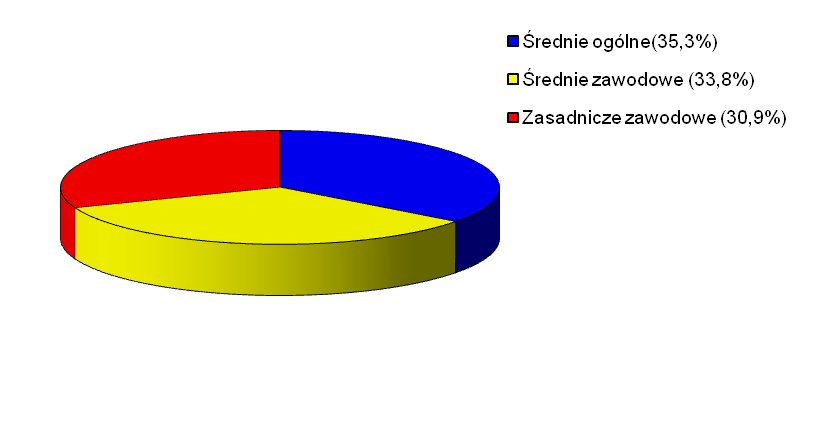 Średnie ogólne(35,3%)
Średnie zawodowe (33,8%)
Zasadnicze zawodowe (30,9%)